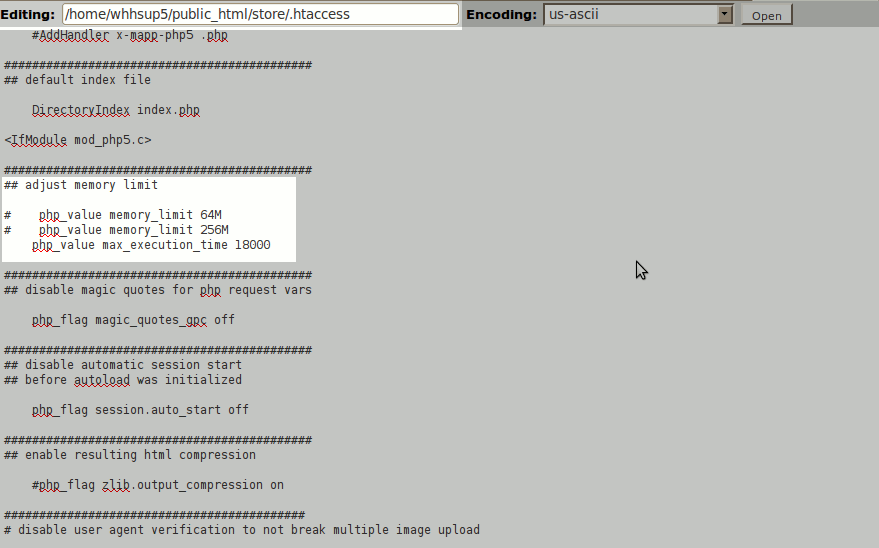 Editing: /home/whhsup5/public_html/store/.htaccess Encoding: us-ascii Open
#AddHandler x-mapp-php5 .php
############################################
## default index file
DirectoryIndex index.php
<IfModule mod_php5.c>
############################################
## adjust memory limit
# php_value memory_limit 64M
# php_value memory_limit 256M
php_value max_execution_time 18000
############################################
## disable magic quotes for php request vars
php_flag magic_quotes_gpc off
############################################
## disable automatic session start
## before autoload was initialized
php_flag session.auto_start off
############################################
## enable resulting html compression
#php_flag zlib.output_compression on
###########################################
# disable user agent verification to not break multiple image upload